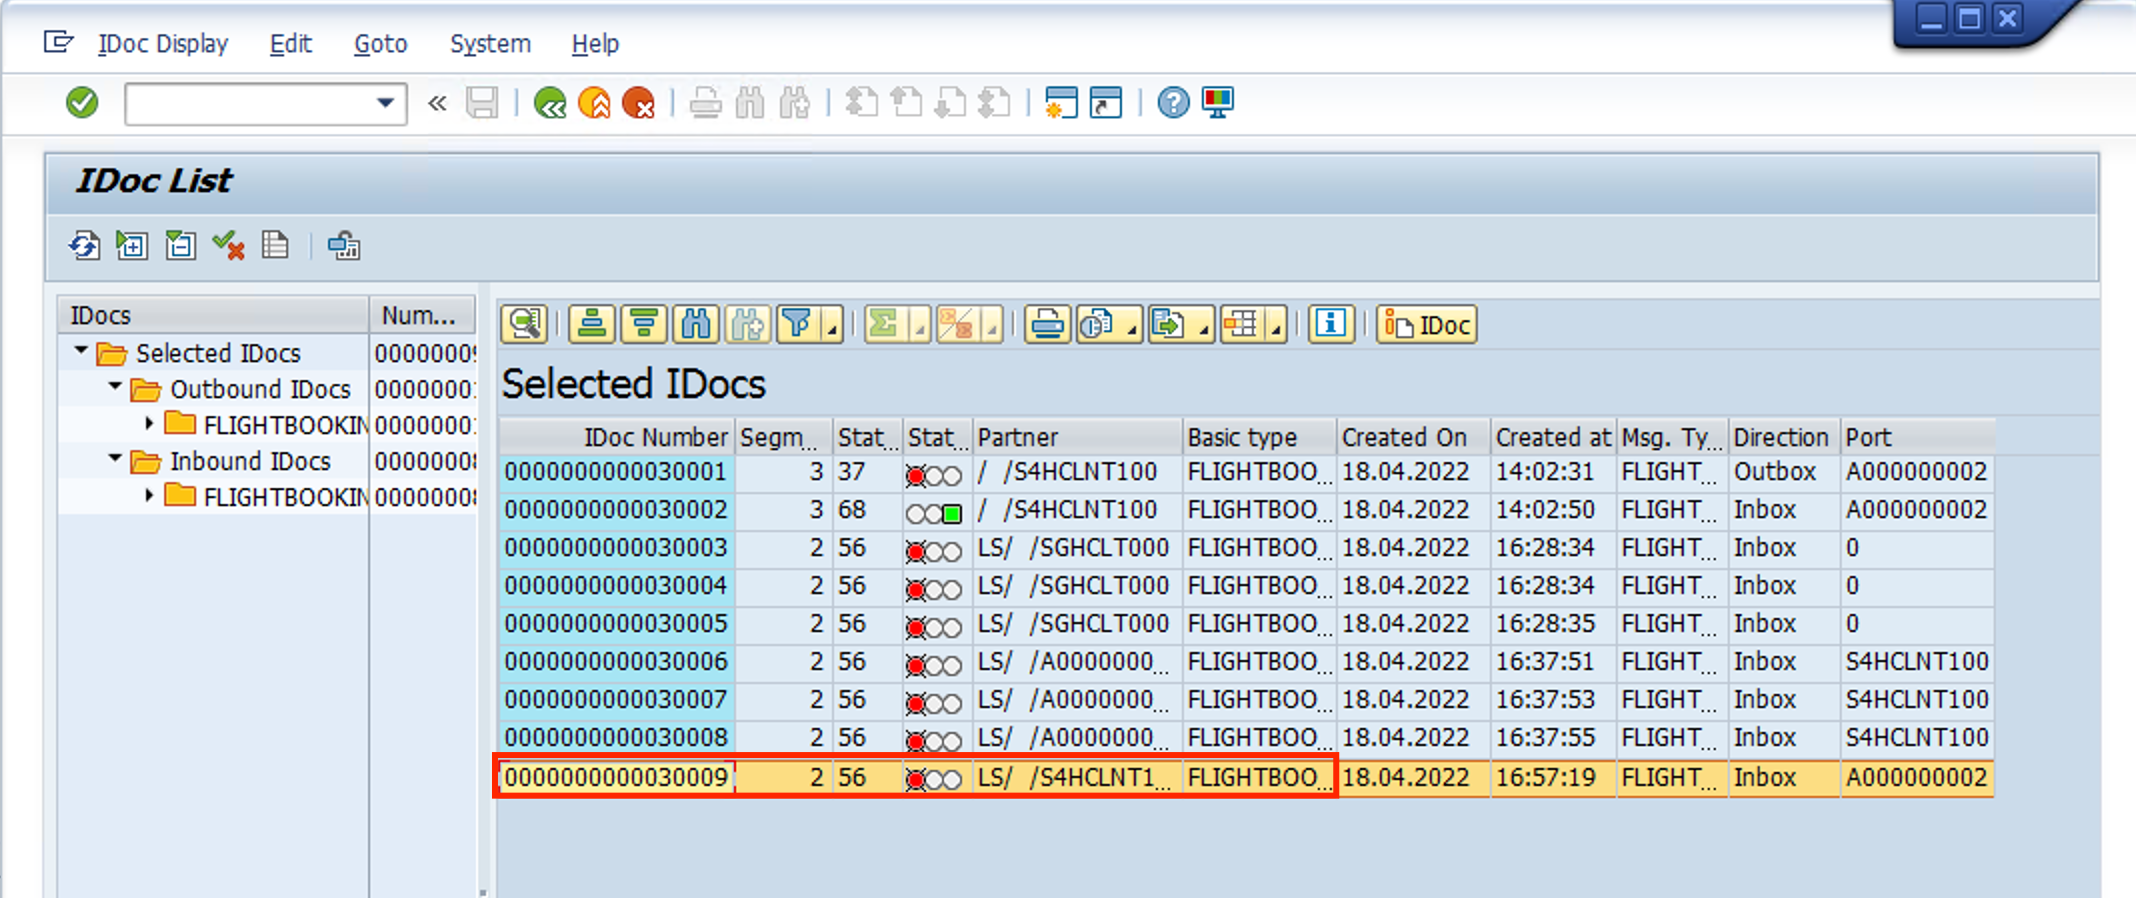 IDoc Display Edit Goto System Help
IDoc List
IDocs Num...
Selected IDocs 00000009
Outbound IDocs 0000000:
FLIGHTBOOKIN 0000000:
Inbound IDocs 00000008
FLIGHTBOOKIN 00000008
IDoc
Selected IDocs
IDoc Number Segm... Stat... Stat... Partner Basic type Created On Created at Msg. Ty... Direction Port
0000000000030001 3 37 / /S4HCLNT100 FLIGHTBOO... 18.04.2022 14:02:31 FLIGHT... Outbox A000000002
0000000000030002 3 68 / /S4HCLNT100 FLIGHTBOO... 18.04.2022 14:02:50 FLIGHT... Inbox A000000002
0000000000030003 2 56 LS/ /SGHCLT000 FLIGHTBOO... 18.04.2022 16:28:34 FLIGHT... Inbox 0
0000000000030004 2 56 LS/ /SGHCLT000 FLIGHTBOO... 18.04.2022 16:28:34 FLIGHT... Inbox 0
0000000000030005 2 56 LS/ /SGHCLT000 FLIGHTBOO... 18.04.2022 16:28:35 FLIGHT... Inbox 0
0000000000030006 2 56 LS/ /A0000000... FLIGHTBOO... 18.04.2022 16:37:51 FLIGHT... Inbox S4HCLNT100
0000000000030007 2 56 LS/ /A0000000... FLIGHTBOO... 18.04.2022 16:37:53 FLIGHT... Inbox S4HCLNT100
0000000000030008 2 56 LS/ /A0000000... FLIGHTBOO... 18.04.2022 16:37:55 FLIGHT... Inbox S4HCLNT100
0000000000030009 2 56 LS/ /S4HCLNT1... FLIGHTBOO... 18.04.2022 16:57:19 FLIGHT... Inbox A000000002